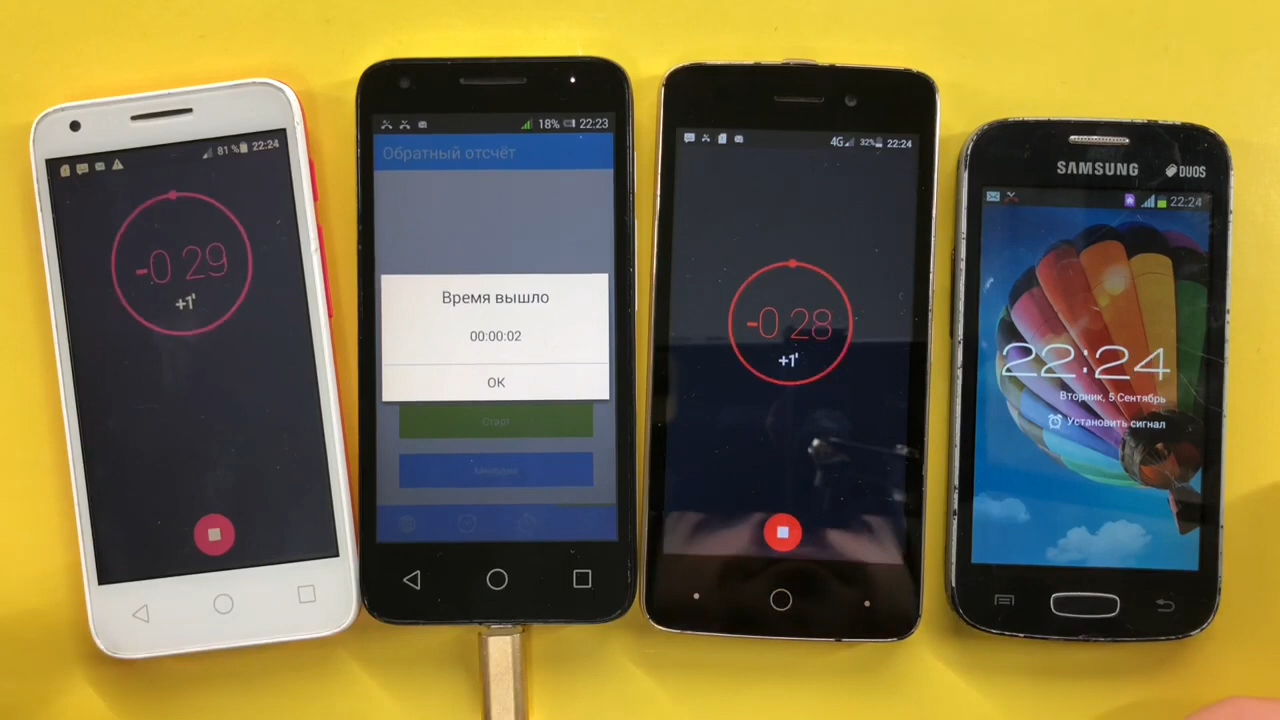 81 % 22:24
-0 29
+1'
18% 22:23
Обратный отсчёт
Время вышло
00:00:02
OK
Старт
4G 32% 22:24
-0 28
+1'
SAMSUNG DUOS
22:24
22:24
Вторник, 5 Сентябрь
Установить сигнал